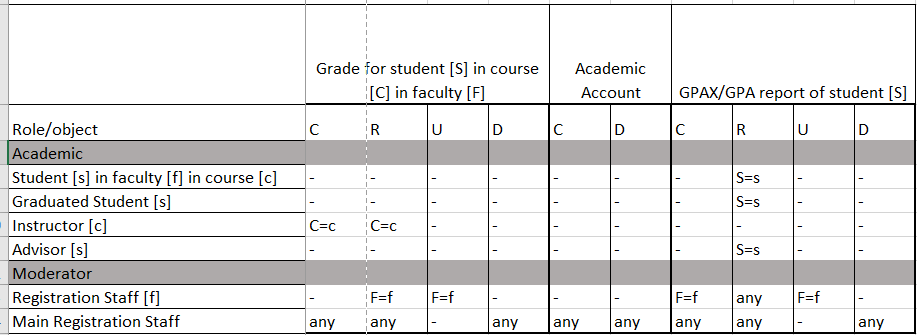 Grade for student [S] in course [C] in faculty [F] Academic Account GPAX/GPA report of student [S]
Role/object C R U D C D C R U D
Academic
Student [s] in faculty [f] in course [c] - - - - - - - S=s - -
Graduated Student [s] - - - - - - - S=s - -
Instructor [c] C=c C=c - - - - - - - -
Advisor [s] - - - - - - - S=s - -
Moderator
Registration Staff [f] - F=f F=f - - - F=f any F=f -
Main Registration Staff any any - any any any any any - any